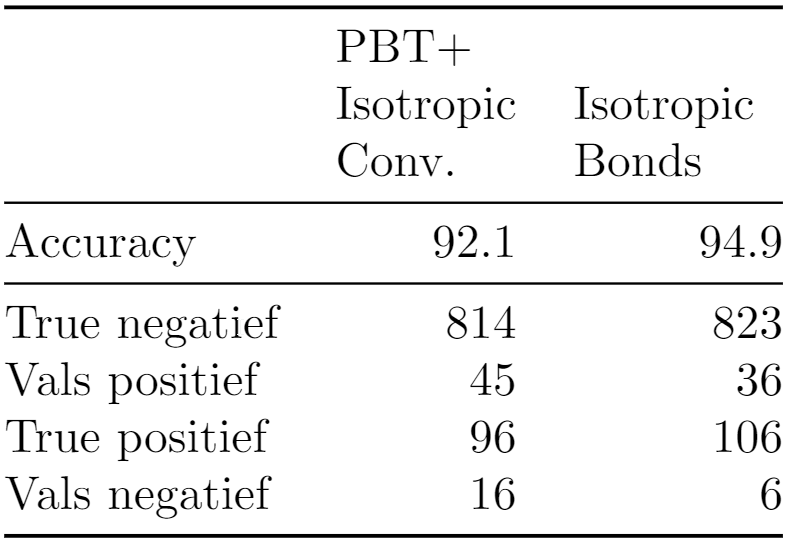 PBT+
Isotropic Isotropic
Conv. Bonds
Accuracy 92.1 94.9
True negatief 814 823
Vals positief 45 36
True positief 96 106
Vals negatief 16 6